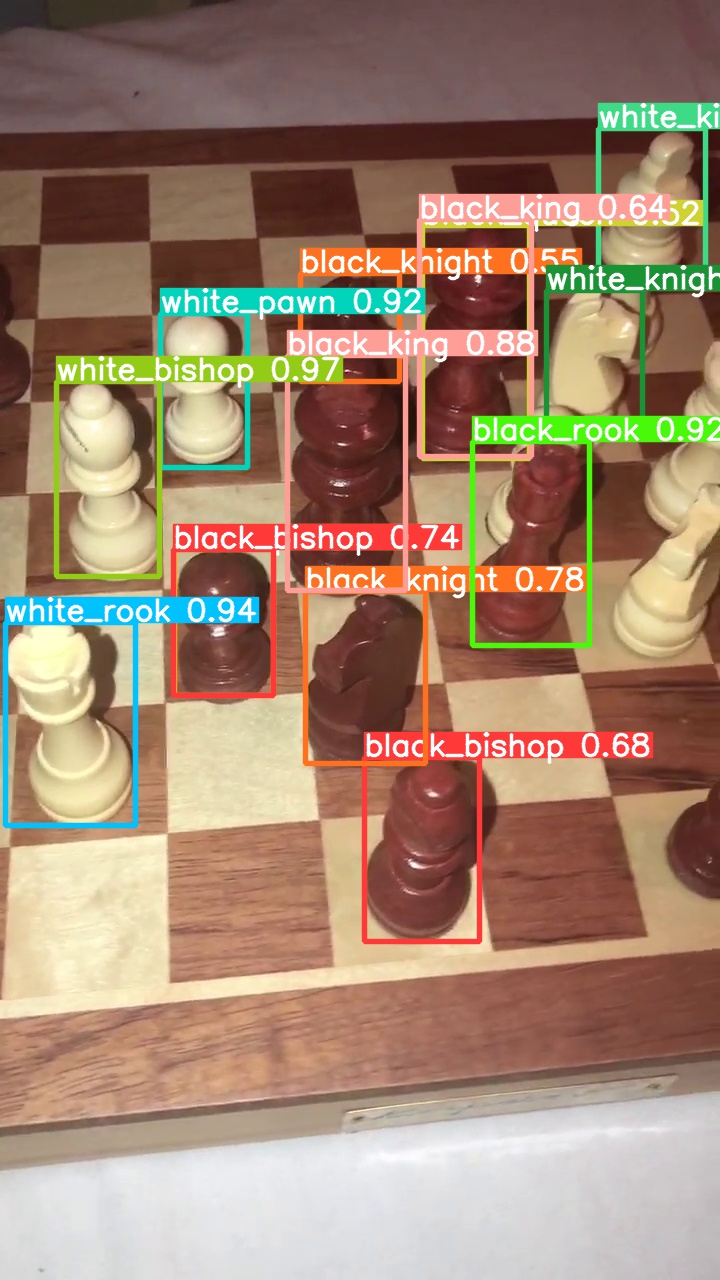 white_ki
black_king 0.64
52
black_knight 0.55
white_knigh
white_pawn 0.92
black_king 0.88
white_bishop 0.97
black_rook 0.92
black_bishop 0.74
black_knight 0.78
white_rook 0.94
black_bishop 0.68